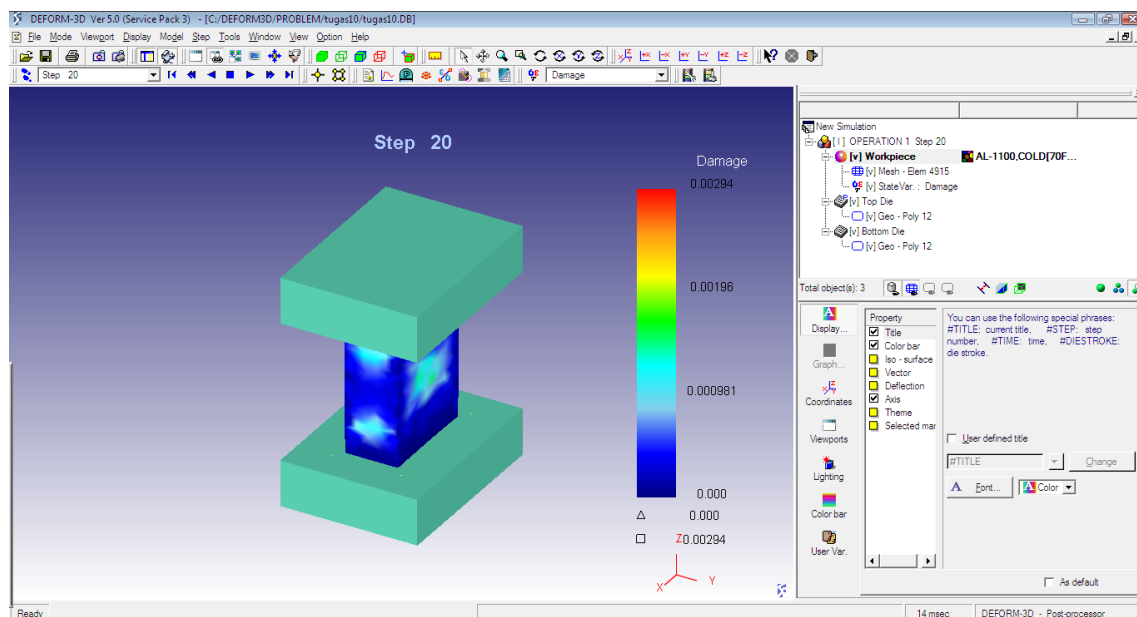 DEFORM-3D Ver 5.0 (Service Pack 3) - [C:/DEFORM3D/PROBLEM/tugas10/tugas10.DB]
File Mode Viewport Display Model Step Tools Window View Option Help
Step 20
Damage
Step 20
Damage
0.00294
0.00196
0.000981
0.000
0.000
0.00294
Z
X
Y
New Simulation
[I] OPERATION 1 Step 20
[v] Workpiece AL-1100,COLD[70F...
[v] Mesh - Elem 4915
[v] StateVar. : Damage
[v] Top Die
[v] Geo - Poly 12
[v] Bottom Die
[v] Geo - Poly 12
Total object(s): 3
Display...
Graph...
Coordinates
Viewports
Lighting
Color bar
User Var.
Property
Title
Color bar
Iso - surface
Vector
Deflection
Axis
Theme
Selected mar
You can use the following special phrases:
#TITLE: current title, #STEP: step
number, #TIME: time, #DIESTROKE:
die stroke.
User defined title
#TITLE
Change
A Font...
A Color
As default
Ready
14 msec
DEFORM-3D - Post-processor